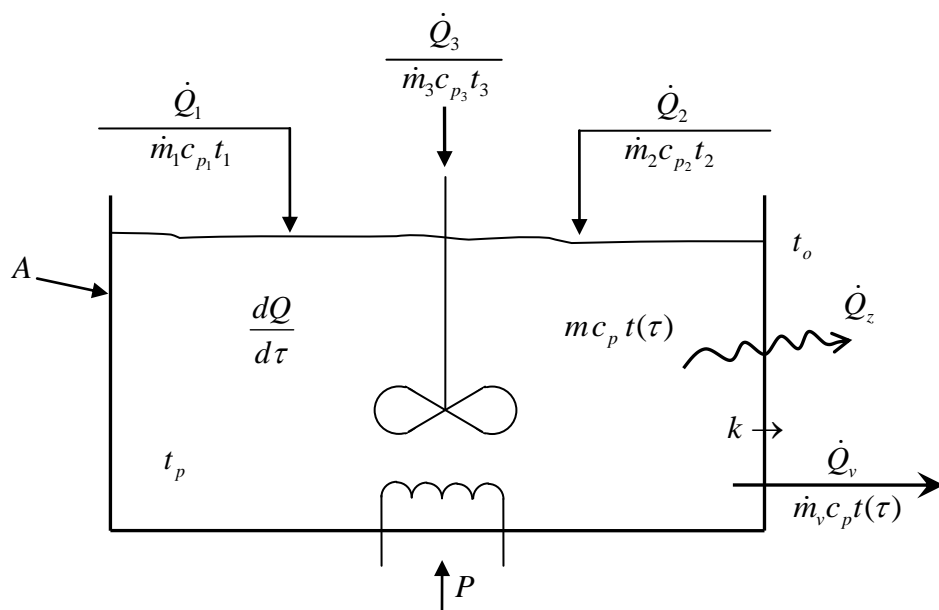 Q̇₃
ṁ₃c_{p₃}t₃
Q̇₁
ṁ₁c_{p₁}t₁
Q̇₂
ṁ₂c_{p₂}t₂
t_o
A
dQ
dτ
mc_p t(τ)
Q̇_z
k →
t_p
Q̇_v
ṁ_v c_p t(τ)
P